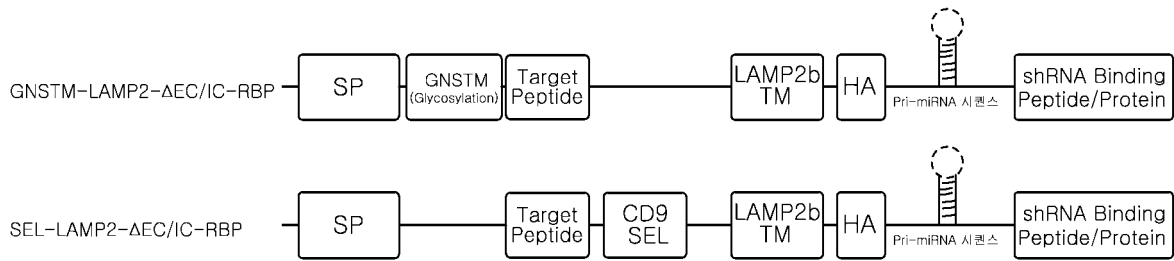 GNSTM-LAMP2-ΔEC/IC-RBP
SP
GNSTM
(Glycosylation)
Target
Peptide
LAMP2b
TM
HA
Pri-miRNA 시퀀스
shRNA Binding
Peptide/Protein
SEL-LAMP2-ΔEC/IC-RBP
SP
Target
Peptide
CD9
SEL
LAMP2b
TM
HA
Pri-miRNA 시퀀스
shRNA Binding
Peptide/Protein